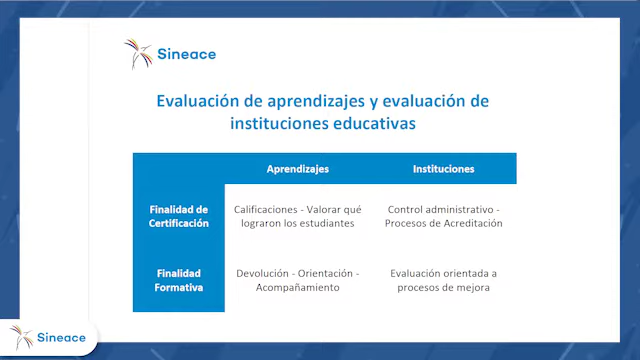 Sineace
Evaluación de aprendizajes y evaluación de
instituciones educativas
Aprendizajes
Instituciones
Finalidad de
Certificación
Calificaciones - Valorar qué
lograron los estudiantes
Control administrativo -
Procesos de Acreditación
Finalidad
Formativa
Devolución - Orientación -
Acompañamiento
Evaluación orientada a
procesos de mejora
Sineace